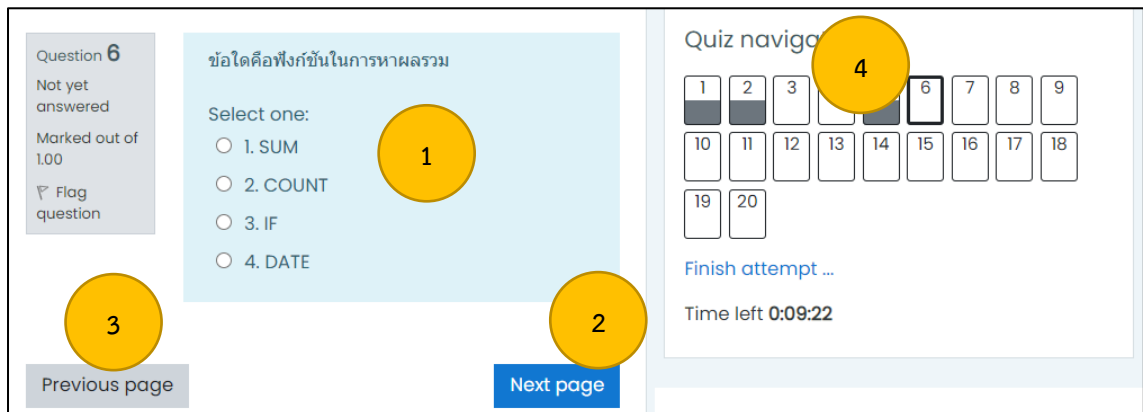 Question 6
Not yet
answered
Marked out of
1.00
Flag
question
ข้อใดคือฟังก์ชันในการหาผลรวม
Select one:
1. SUM
2. COUNT
3. IF
4. DATE
1
2
3
Previous page
Next page
Quiz
4
1 2 3 6 7 8 9
10 11 12 13 14 15 16 17 18
19 20
Finish attempt ...
Time left 0:09:22